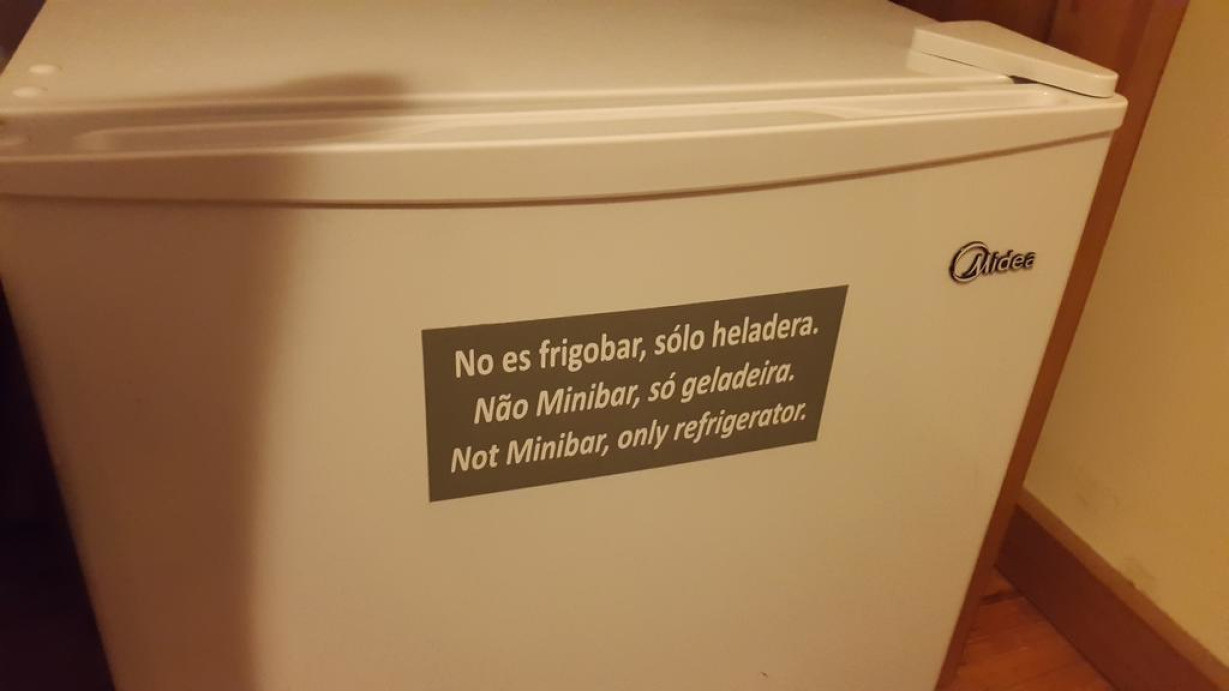 Midea
No es frigobar, sólo heladera.
Não Minibar, só geladeira.
Not Minibar, only refrigerator.